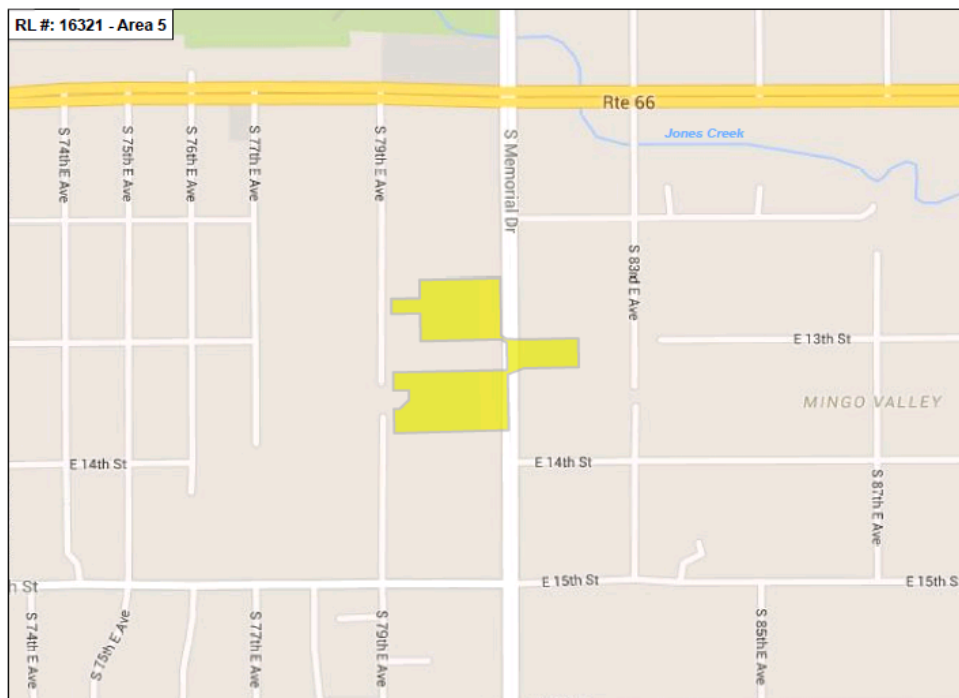 RL #: 16321 - Area 5
Rte 66
Jones Creek
S 74th E Ave
S 75th E Ave
S 76th E Ave
S 77th E Ave
S 79th E Ave
S Memorial Dr
S 83rd E Ave
E 13th St
MINGO VALLEY
E 14th St
E 14th St
S 87th E Ave
h St
E 15th St
E 15th St
S 74th E Ave
S 75th E Ave
S 77th E Ave
S 79th E Ave
S 85th E Ave